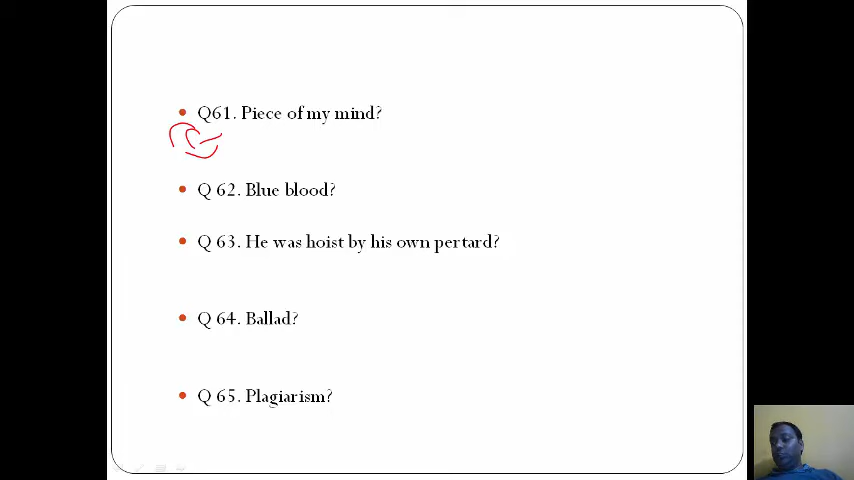 Q61. Piece of my mind?
Q 62. Blue blood?
Q 63. He was hoist by his own pertard?
Q 64. Ballad?
Q 65. Plagiarism?